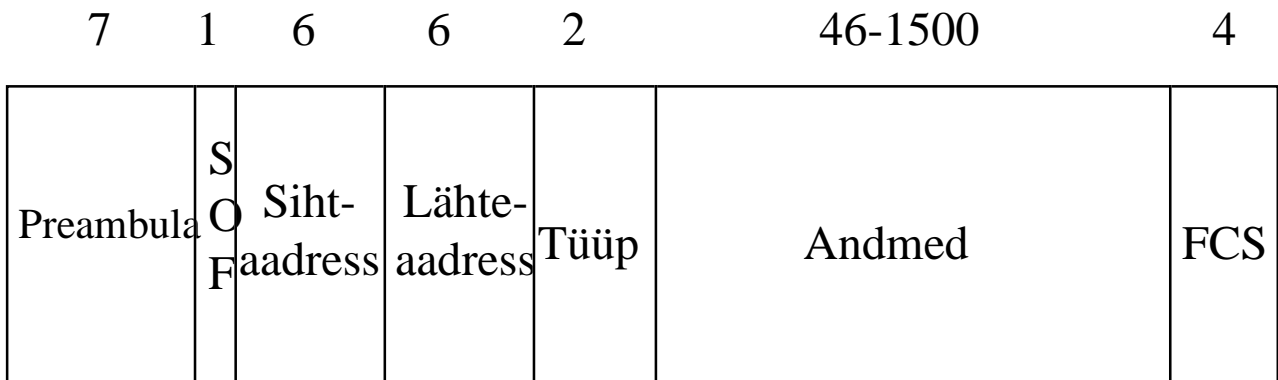 7 1 6 6 2 46-1500 4
Preambula
S
O
F
Siht-
aadress
Lähte-
aadress
Tüüp
Andmed
FCS